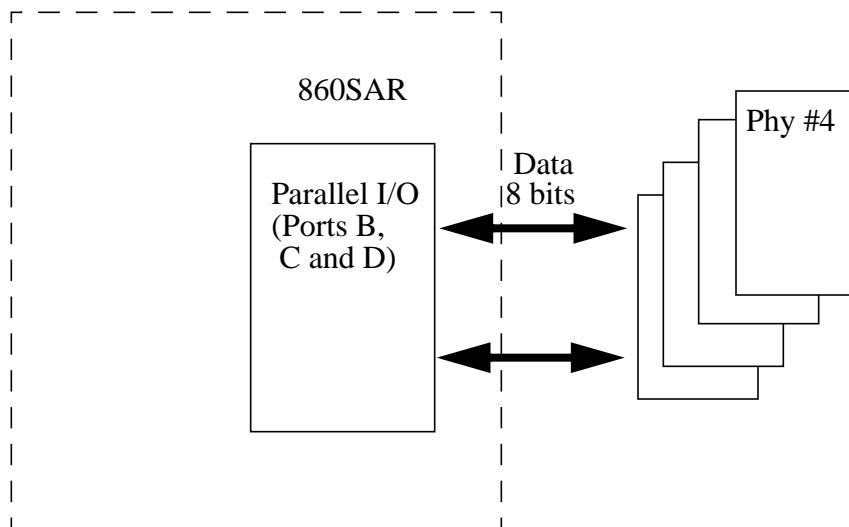 860SAR
Phy #4
Data
8 bits
Parallel I/O
(Ports B,
C and D)